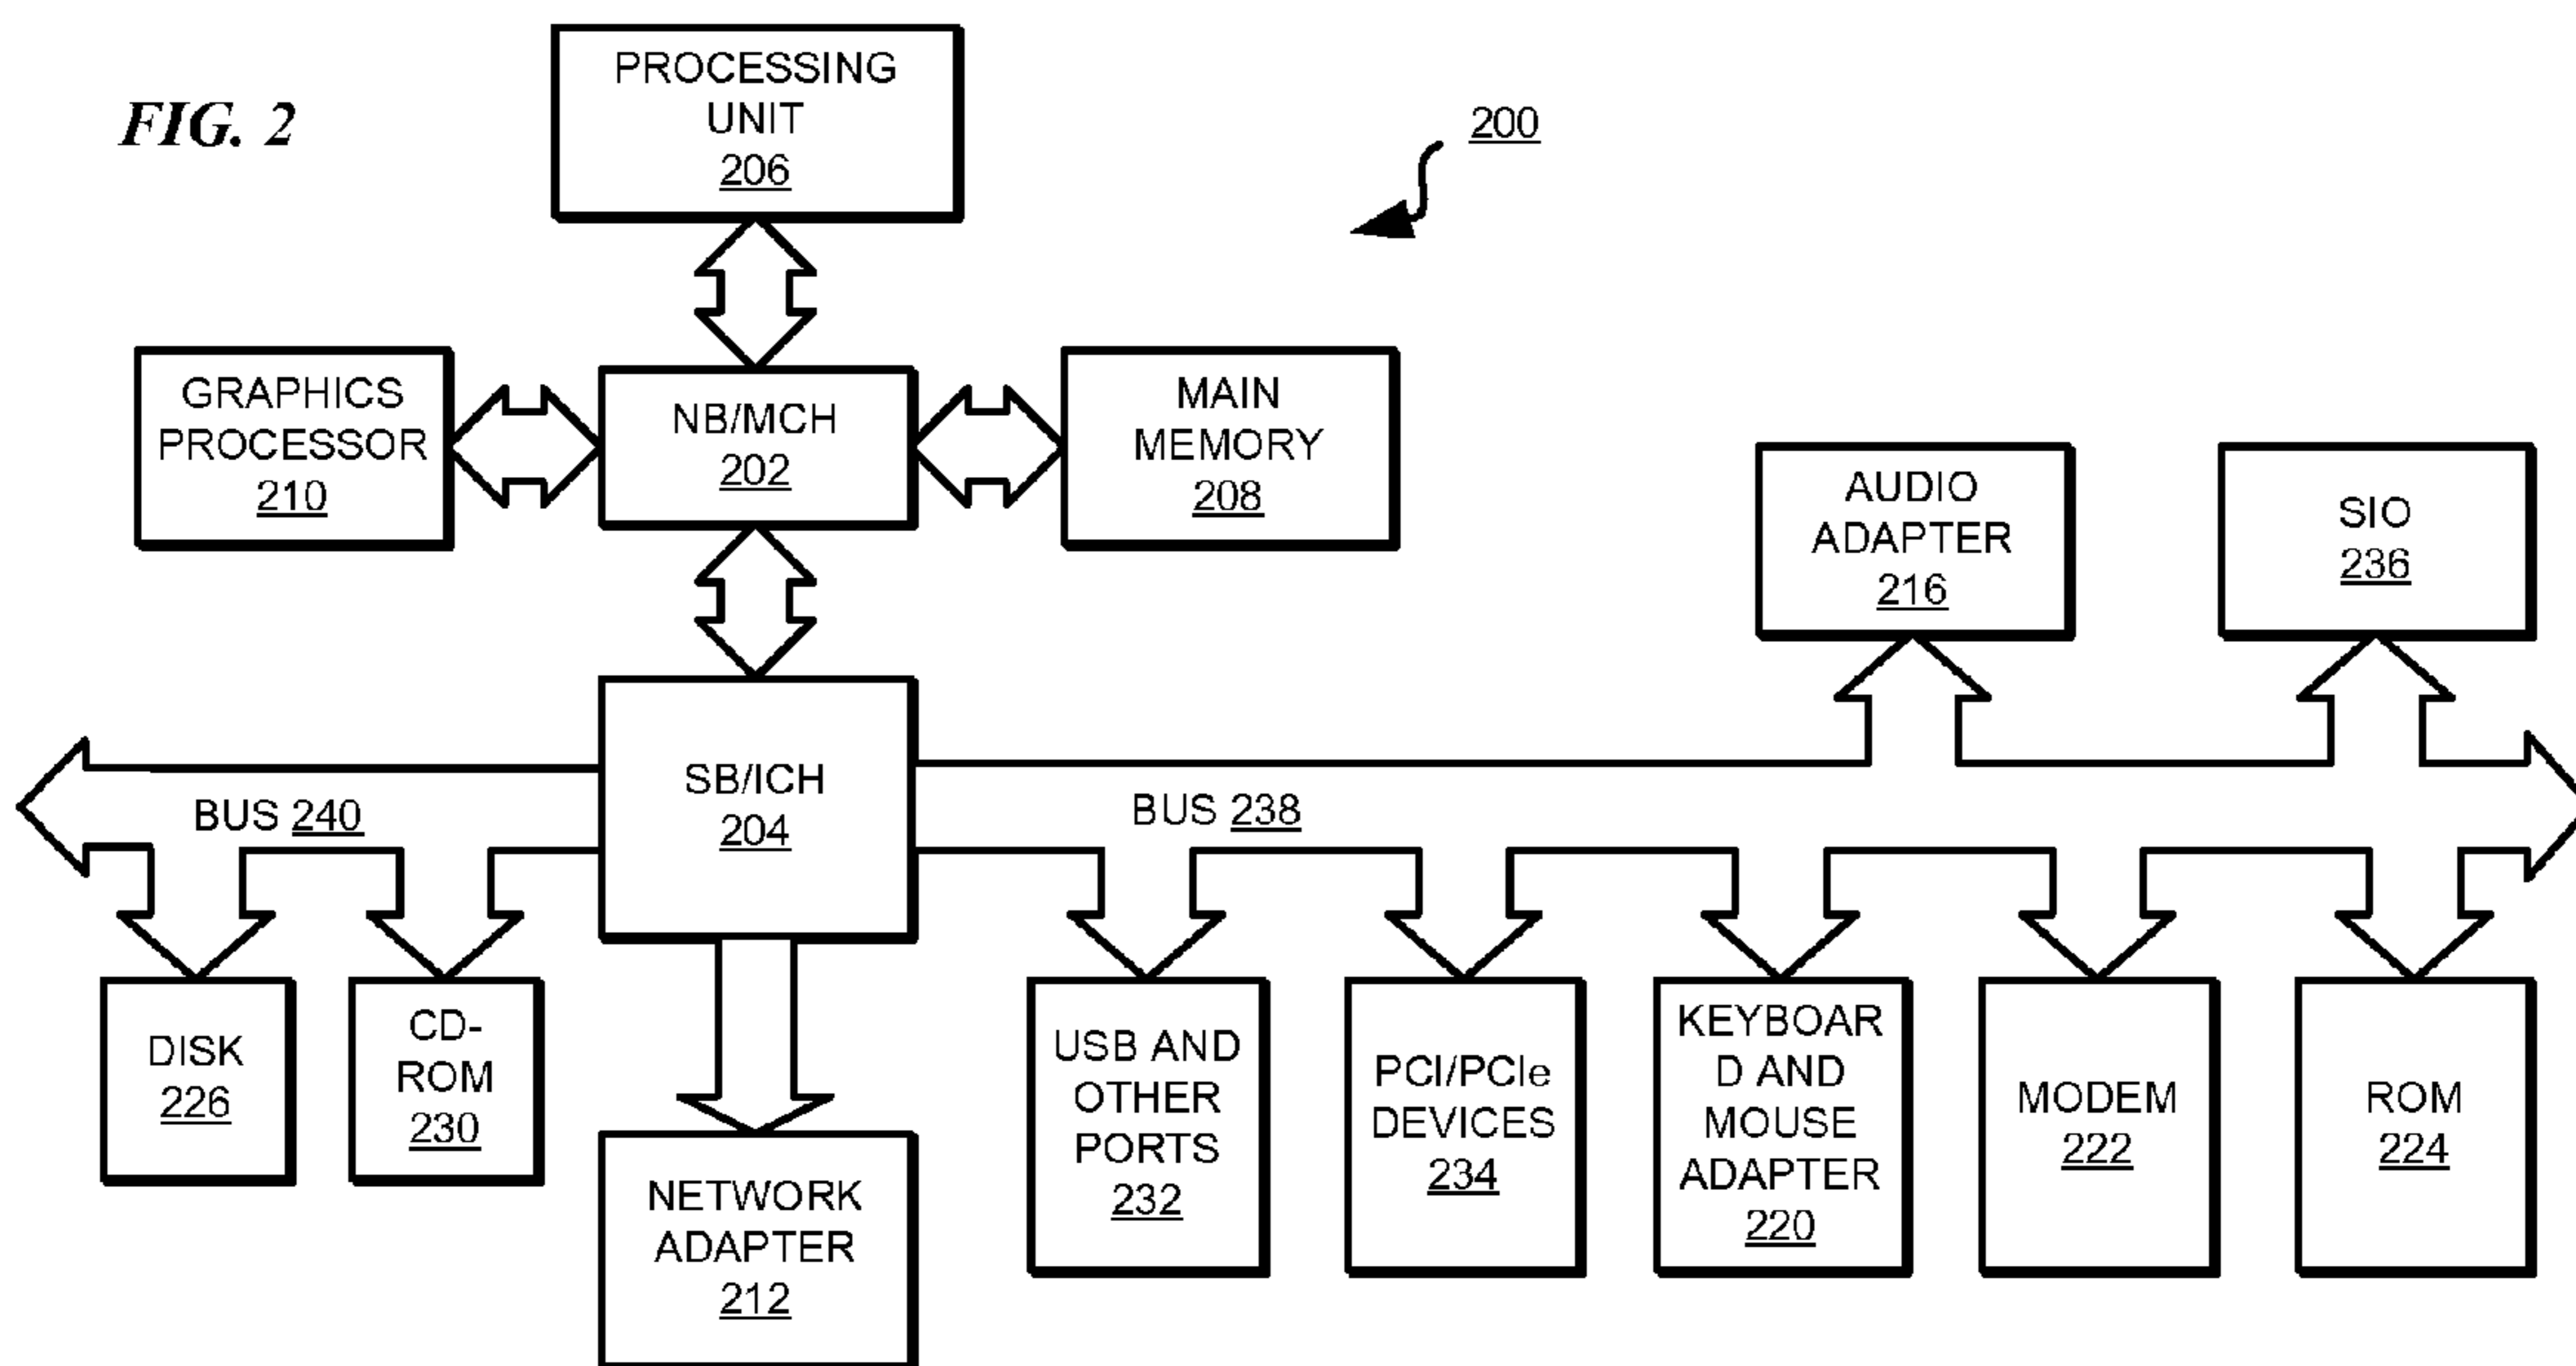 FIG. 2
PROCESSING
UNIT
206
200
GRAPHICS
PROCESSOR
210
NB/MCH
202
MAIN
MEMORY
208
AUDIO
ADAPTER
216
SIO
236
SB/ICH
204
BUS 240
BUS 238
DISK
226
CD-
ROM
230
NETWORK
ADAPTER
212
USB AND
OTHER
PORTS
232
PCI/PCIe
DEVICES
234
KEYBOAR
D AND
MOUSE
ADAPTER
220
MODEM
222
ROM
224